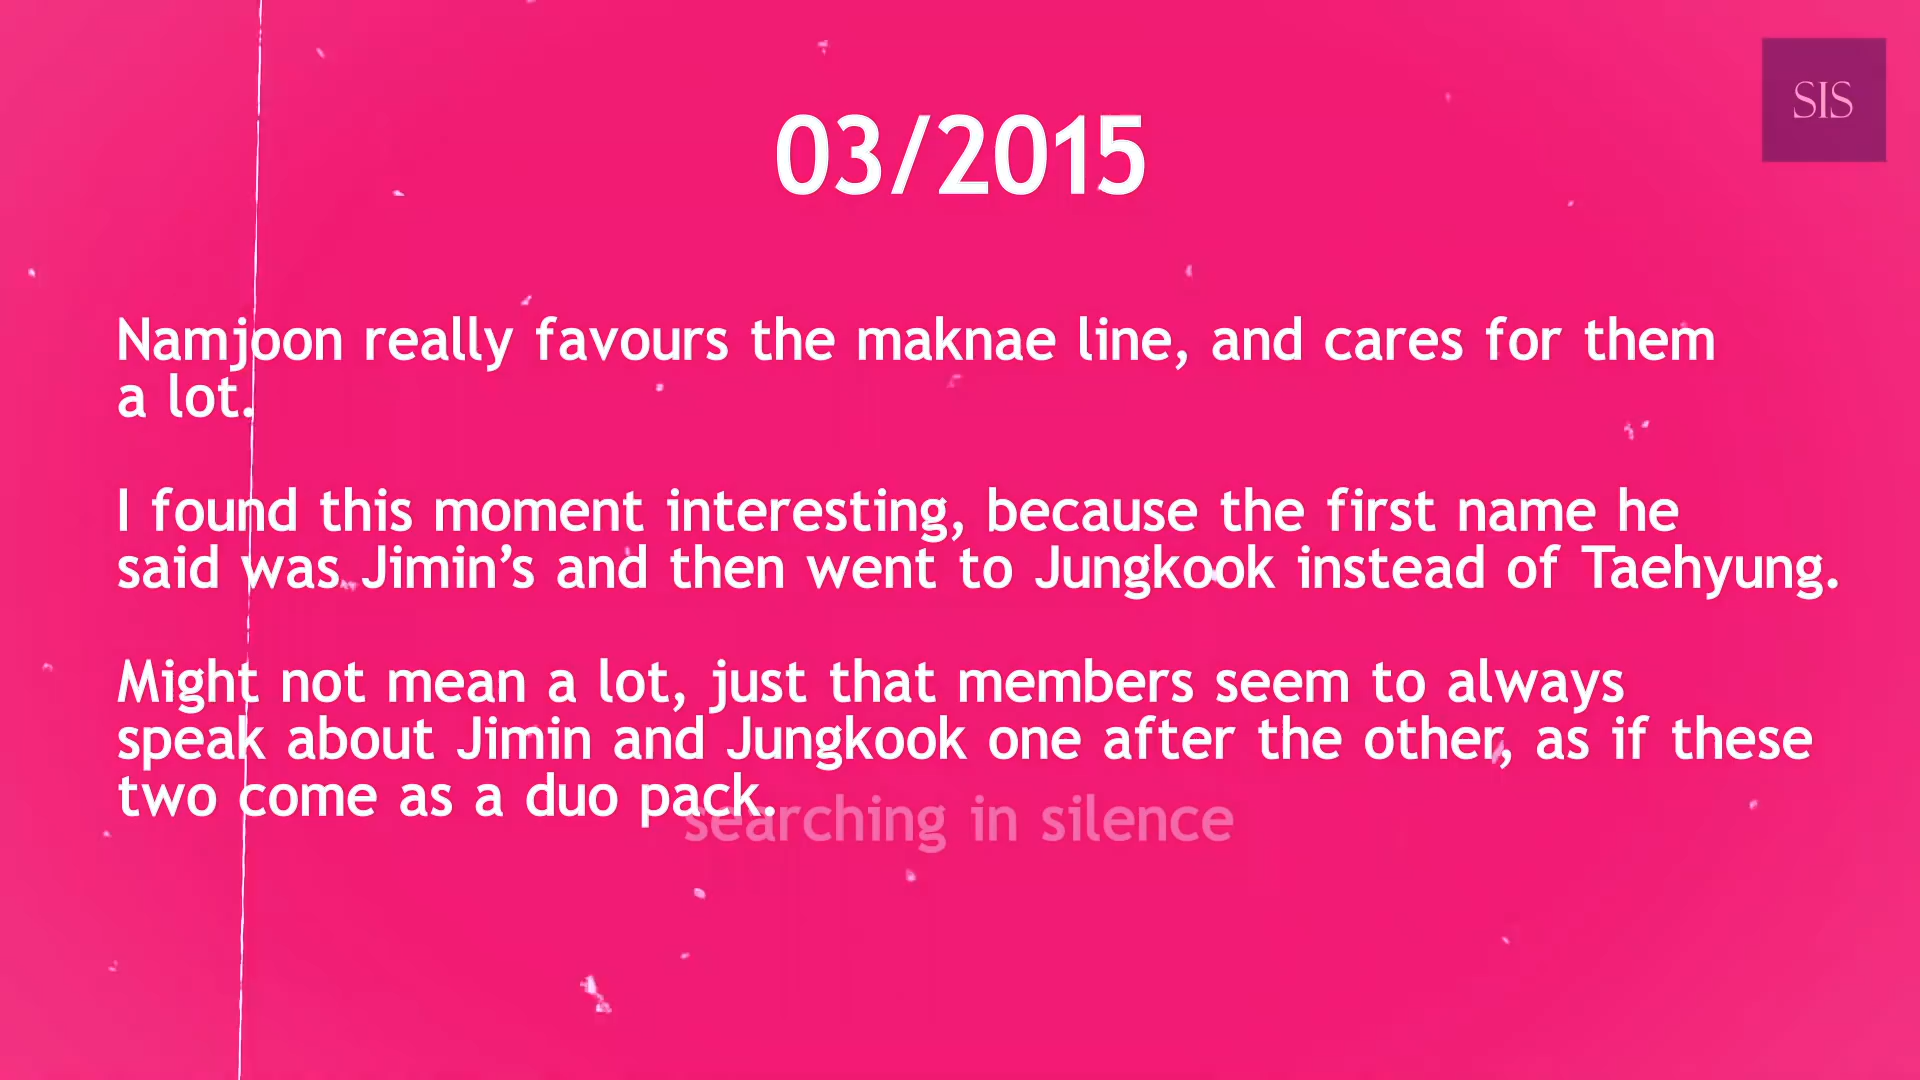 SIS
03/2015
Namjoon really favours the maknae line, and cares for them
a lot.
I found this moment interesting, because the first name he
said was Jimin’s and then went to Jungkook instead of Taehyung.
Might not mean a lot, just that members seem to always
speak about Jimin and Jungkook one after the other, as if these
two come as a duo pack.
searching in silence